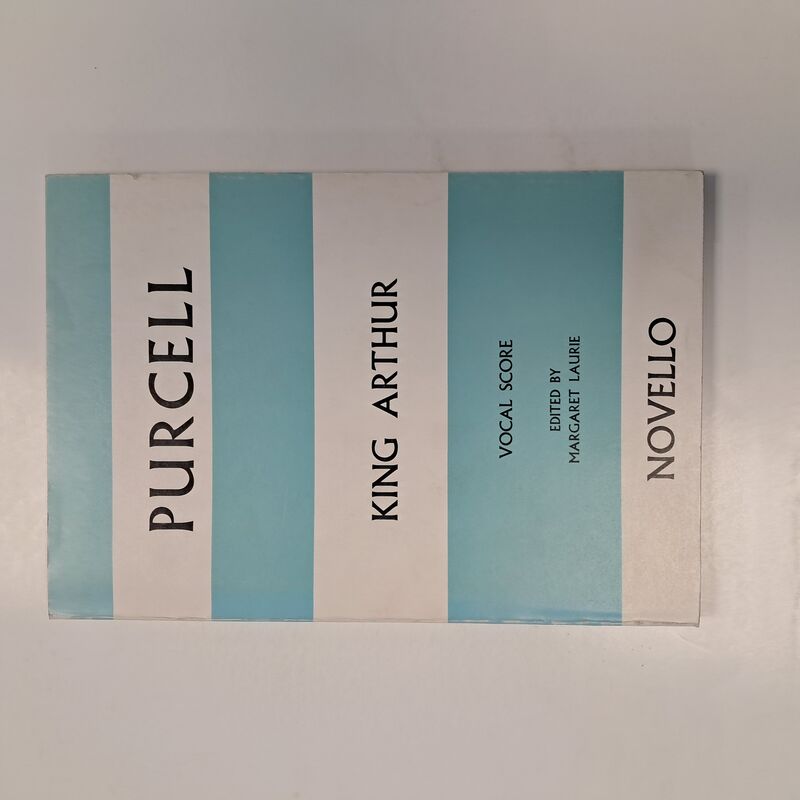 PURCELL
KING ARTHUR
VOCAL SCORE
EDITED BY
MARGARET LAURIE
NOVELLO